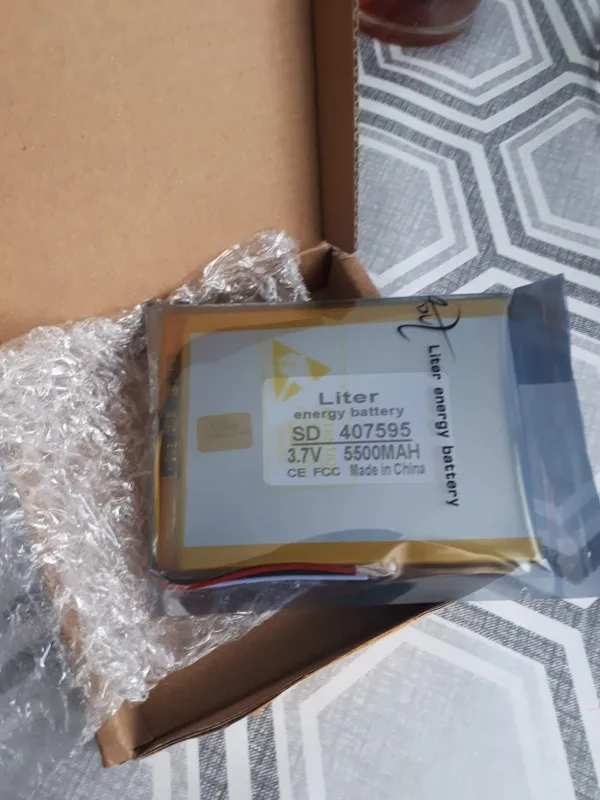 Liter
energy battery
SD 407595
3.7V 5500MAH
CE FCC Made in China
Liter energy battery